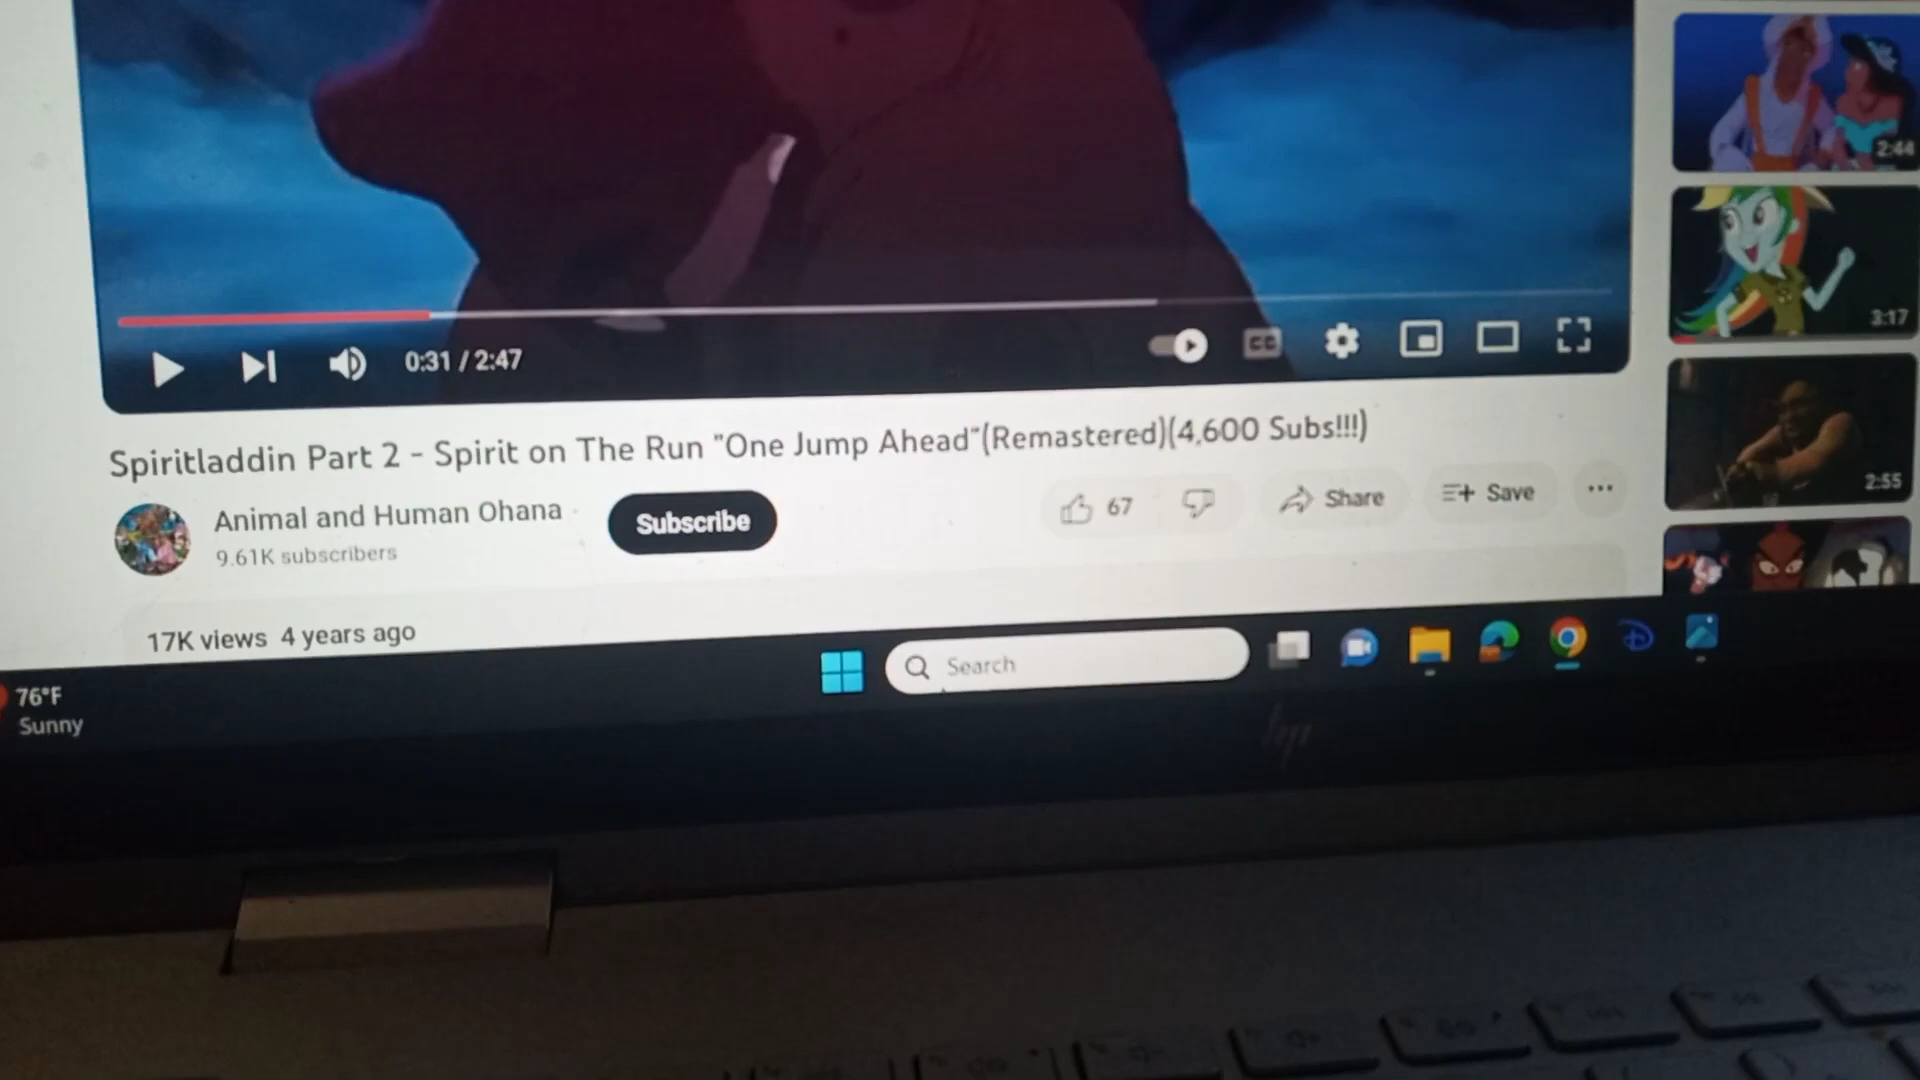 2:44
3:17
2:55
0:31 / 2:47
CC
Spiritladdin Part 2 - Spirit on The Run "One Jump Ahead"(Remastered)(4,600 Subs!!!)
Animal and Human Ohana
9.61K subscribers
Subscribe
67
Share
Save
17K views 4 years ago
76°F
Sunny
Search
hp